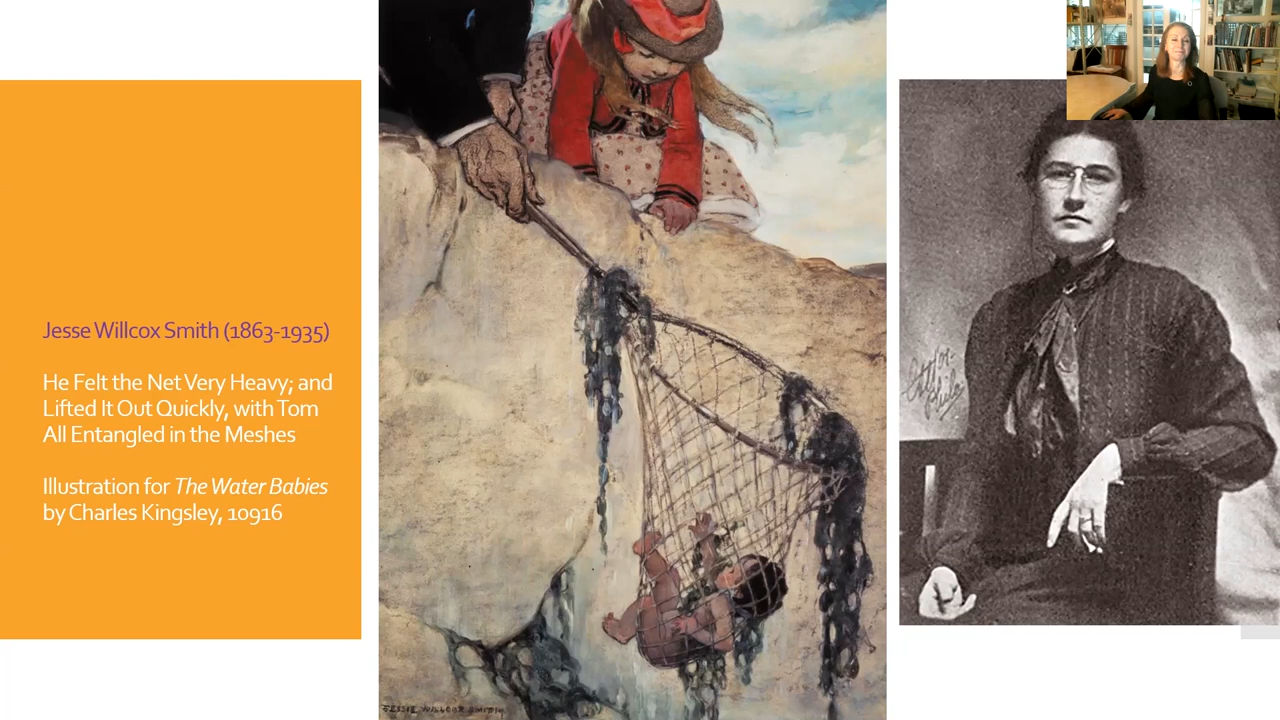 Jesse Willcox Smith (1863-1935)
He Felt the Net Very Heavy; and
Lifted It Out Quickly, with Tom
All Entangled in the Meshes
Illustration for The Water Babies
by Charles Kingsley, 10916
JESSIE WILLCOX SMITH